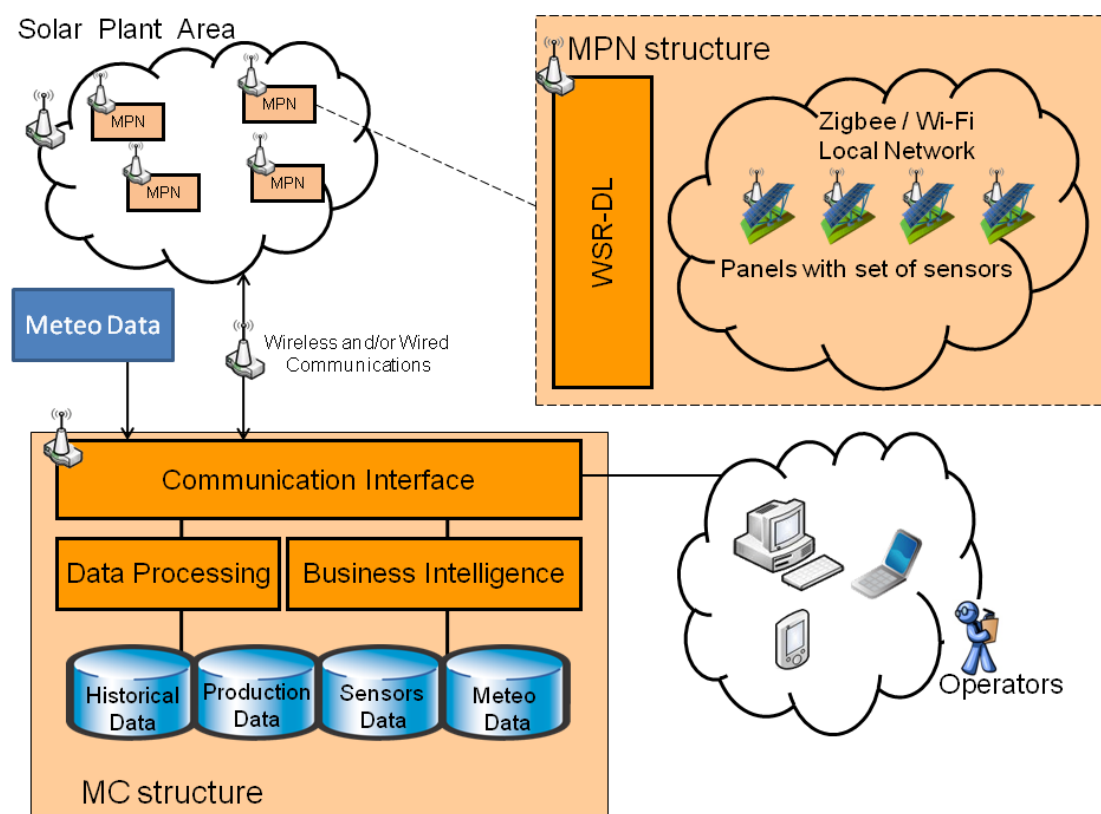 Solar Plant Area
MPN
MPN
MPN
MPN
MPN structure
WSR-DL
Zigbee / Wi-Fi
Local Network
Panels with set of sensors
Meteo Data
Wireless and/or Wired
Communications
Communication Interface
Data Processing
Business Intelligence
Historical
Data
Production
Data
Sensors
Data
Meteo
Data
MC structure
Operators